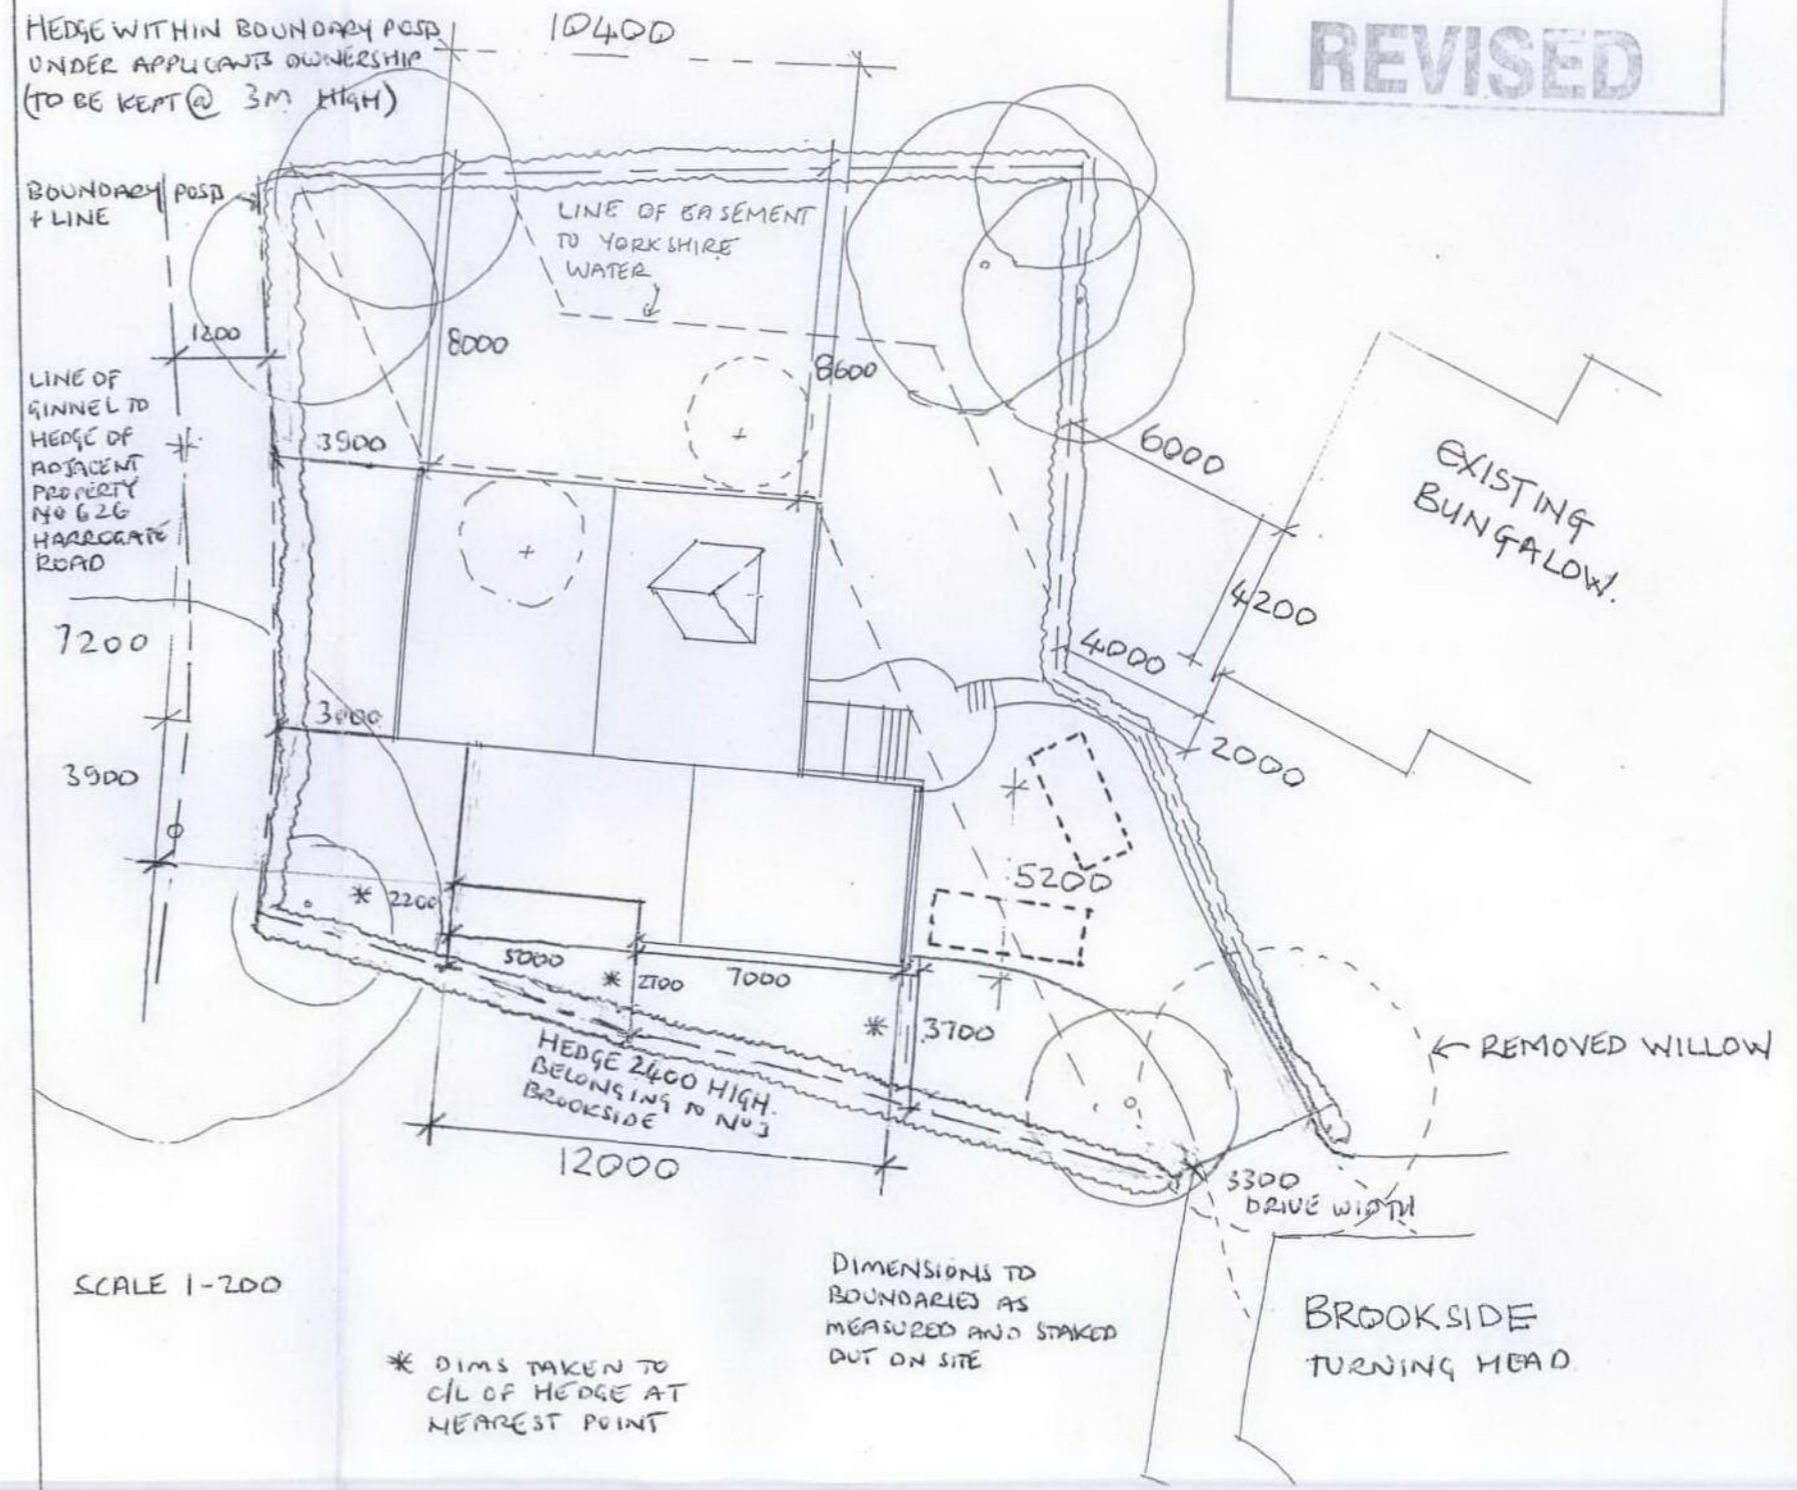 HEDGE WITHIN BOUNDARY POSTS
UNDER APPLICANTS OWNERSHIP
(TO BE KEPT @ 3M HIGH)
10400
REVISED
BOUNDARY POSTS
+ LINE
LINE OF EASEMENT
TO YORKSHIRE
WATER
1200
8000
8600
LINE OF
GINNEL TO
HEDGE OF
ADJACENT
PROPERTY
NO 626
HARROGATE
ROAD
3900
6000
EXISTING
BUNGALOW.
4200
7200
4000
3000
2000
3900
5200
* 2200
5000
* 2700
7000
* 3700
HEDGE 2400 HIGH.
BELONGING TO NO 3
BROOKSIDE
← REMOVED WILLOW
12000
3300
DRIVE WIDTH
SCALE 1-200
DIMENSIONS TO
BOUNDARIES AS
MEASURED AND STAKED
OUT ON SITE
BROOKSIDE
TURNING HEAD
* DIMS TAKEN TO
C/L OF HEDGE AT
NEAREST POINT